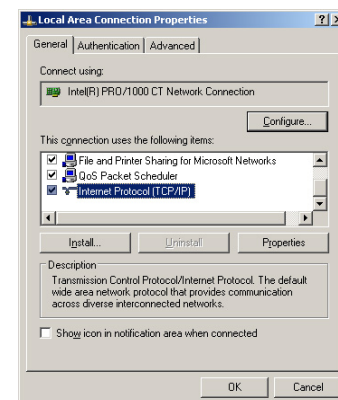 Local Area Connection Properties
General Authentication Advanced
Connect using:
Intel(R) PRO/1000 CT Network Connection
Configure...
This connection uses the following items:
File and Printer Sharing for Microsoft Networks
QoS Packet Scheduler
Internet Protocol (TCP/IP)
Install... Uninstall Properties
Description
Transmission Control Protocol/Internet Protocol. The default
wide area network protocol that provides communication
across diverse interconnected networks.
Show icon in notification area when connected
OK Cancel